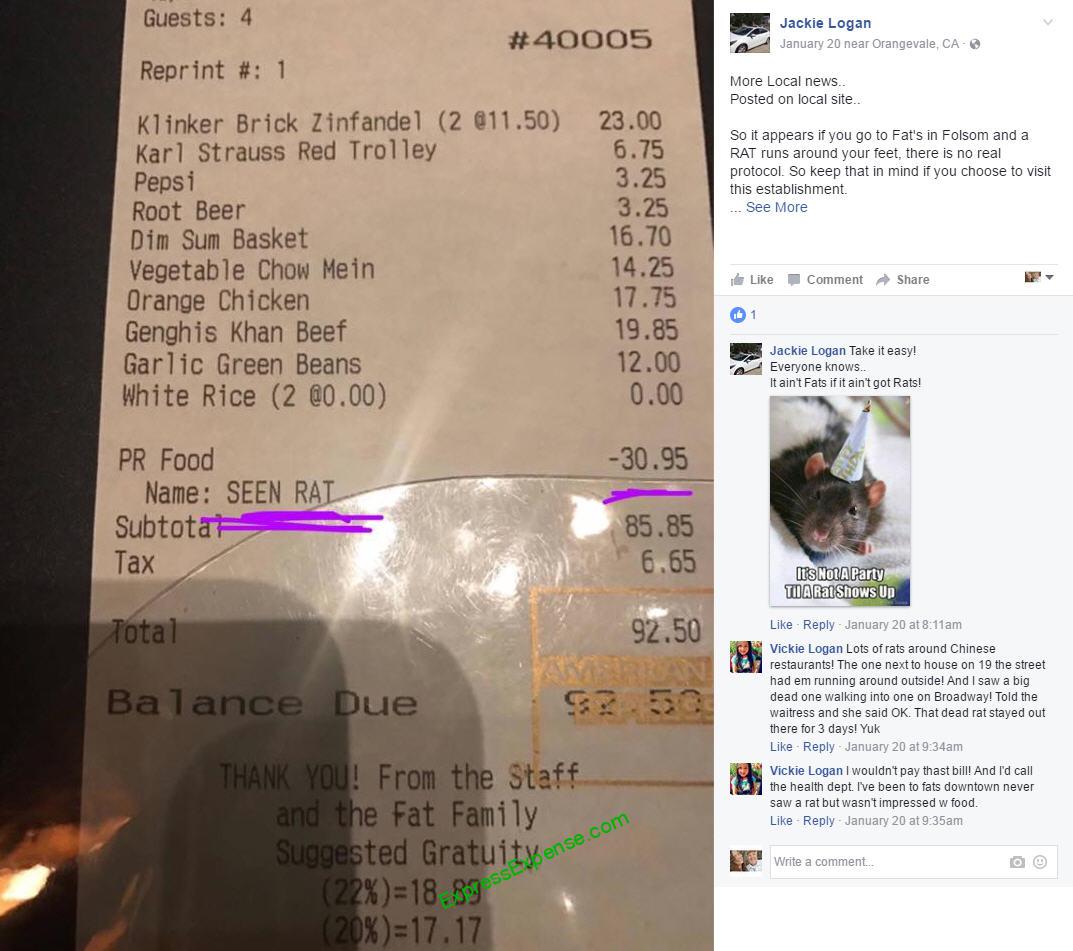 Guests: 4
#40005
Reprint #: 1
Klinker Brick Zinfandel (2 @11.50) 23.00
Karl Strauss Red Trolley 6.75
Pepsi 3.25
Root Beer 3.25
Dim Sum Basket 16.70
Vegetable Chow Mein 14.25
Orange Chicken 17.75
Genghis Khan Beef 19.85
Garlic Green Beans 12.00
White Rice (2 @0.00) 0.00
PR Food -30.95
Name: SEEN RAT
Subtotal 85.85
Tax 6.65
Total 92.50
AMERICAN
EXPRESS
Balance Due 92.50
THANK YOU! From the Staff
and the Fat Family
Suggested Gratuity
(22%)=18.89
(20%)=17.17
ExpressExpense.com
Jackie Logan
January 20 near Orangevale, CA ·
More Local news..
Posted on local site..
So it appears if you go to Fat's in Folsom and a
RAT runs around your feet, there is no real
protocol. So keep that in mind if you choose to visit
this establishment.
... See More
Like Comment Share
1
Jackie Logan Take it easy!
Everyone knows..
It ain't Fats if it ain't got Rats!
It's Not A Party
Til A Rat Shows Up
Like · Reply · January 20 at 8:11am
Vickie Logan Lots of rats around Chinese
restaurants! The one next to house on 19 the street
had em running around outside! And I saw a big
dead one walking into one on Broadway! Told the
waitress and she said OK. That dead rat stayed out
there for 3 days! Yuk
Like · Reply · January 20 at 9:34am
Vickie Logan I wouldn't pay thast bill! And I'd call
the health dept. I've been to fats downtown never
saw a rat but wasn't impressed w food.
Like · Reply · January 20 at 9:35am
Write a comment...